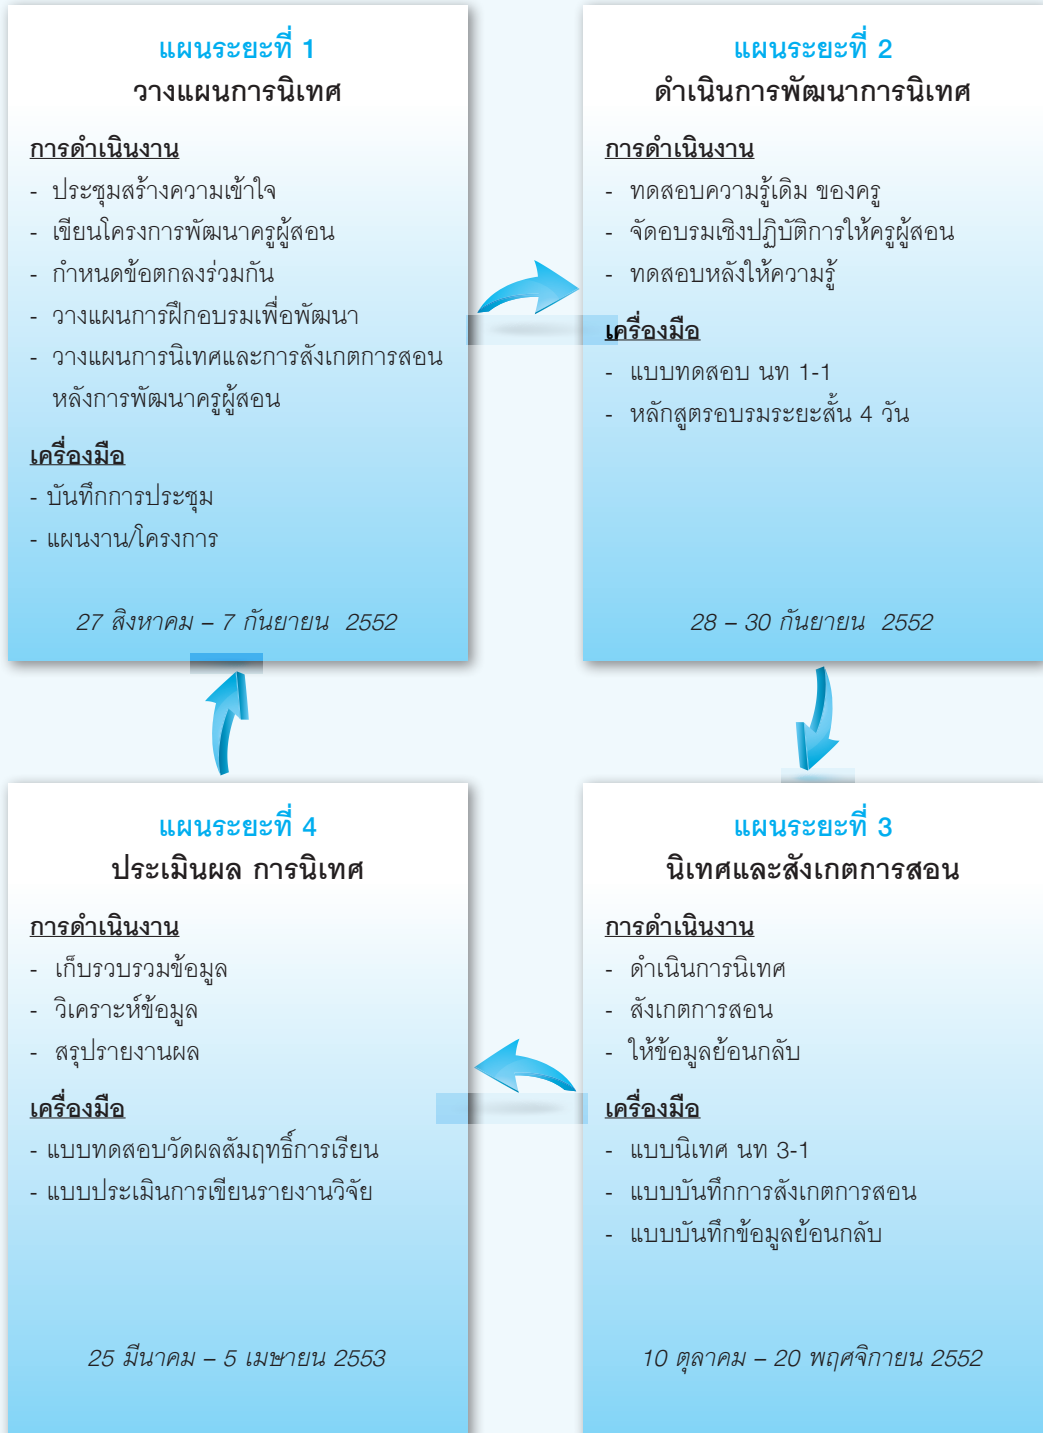 แผนระยะที่ 1
วางแผนการนิเทศ
การดำเนินงาน
- ประชุมสร้างความเข้าใจ
- เขียนโครงการพัฒนาครูผู้สอน
- กำหนดข้อตกลงร่วมกัน
- วางแผนการฝึกอบรมเพื่อพัฒนา
- วางแผนการนิเทศและการสังเกตการสอน
หลังการพัฒนาครูผู้สอน
เครื่องมือ
- บันทึกการประชุม
- แผนงาน/โครงการ
27 สิงหาคม – 7 กันยายน 2552
แผนระยะที่ 2
ดำเนินการพัฒนาการนิเทศ
การดำเนินงาน
- ทดสอบความรู้เดิม ของครู
- จัดอบรมเชิงปฏิบัติการให้ครูผู้สอน
- ทดสอบหลังให้ความรู้
เครื่องมือ
- แบบทดสอบ นท 1-1
- หลักสูตรอบรมระยะสั้น 4 วัน
28 – 30 กันยายน 2552
แผนระยะที่ 4
ประเมินผล การนิเทศ
การดำเนินงาน
- เก็บรวบรวมข้อมูล
- วิเคราะห์ข้อมูล
- สรุปรายงานผล
เครื่องมือ
- แบบทดสอบวัดผลสัมฤทธิ์การเรียน
- แบบประเมินการเขียนรายงานวิจัย
25 มีนาคม – 5 เมษายน 2553
แผนระยะที่ 3
นิเทศและสังเกตการสอน
การดำเนินงาน
- ดำเนินการนิเทศ
- สังเกตการสอน
- ให้ข้อมูลย้อนกลับ
เครื่องมือ
- แบบนิเทศ นท 3-1
- แบบบันทึกการสังเกตการสอน
- แบบบันทึกข้อมูลย้อนกลับ
10 ตุลาคม – 20 พฤศจิกายน 2552